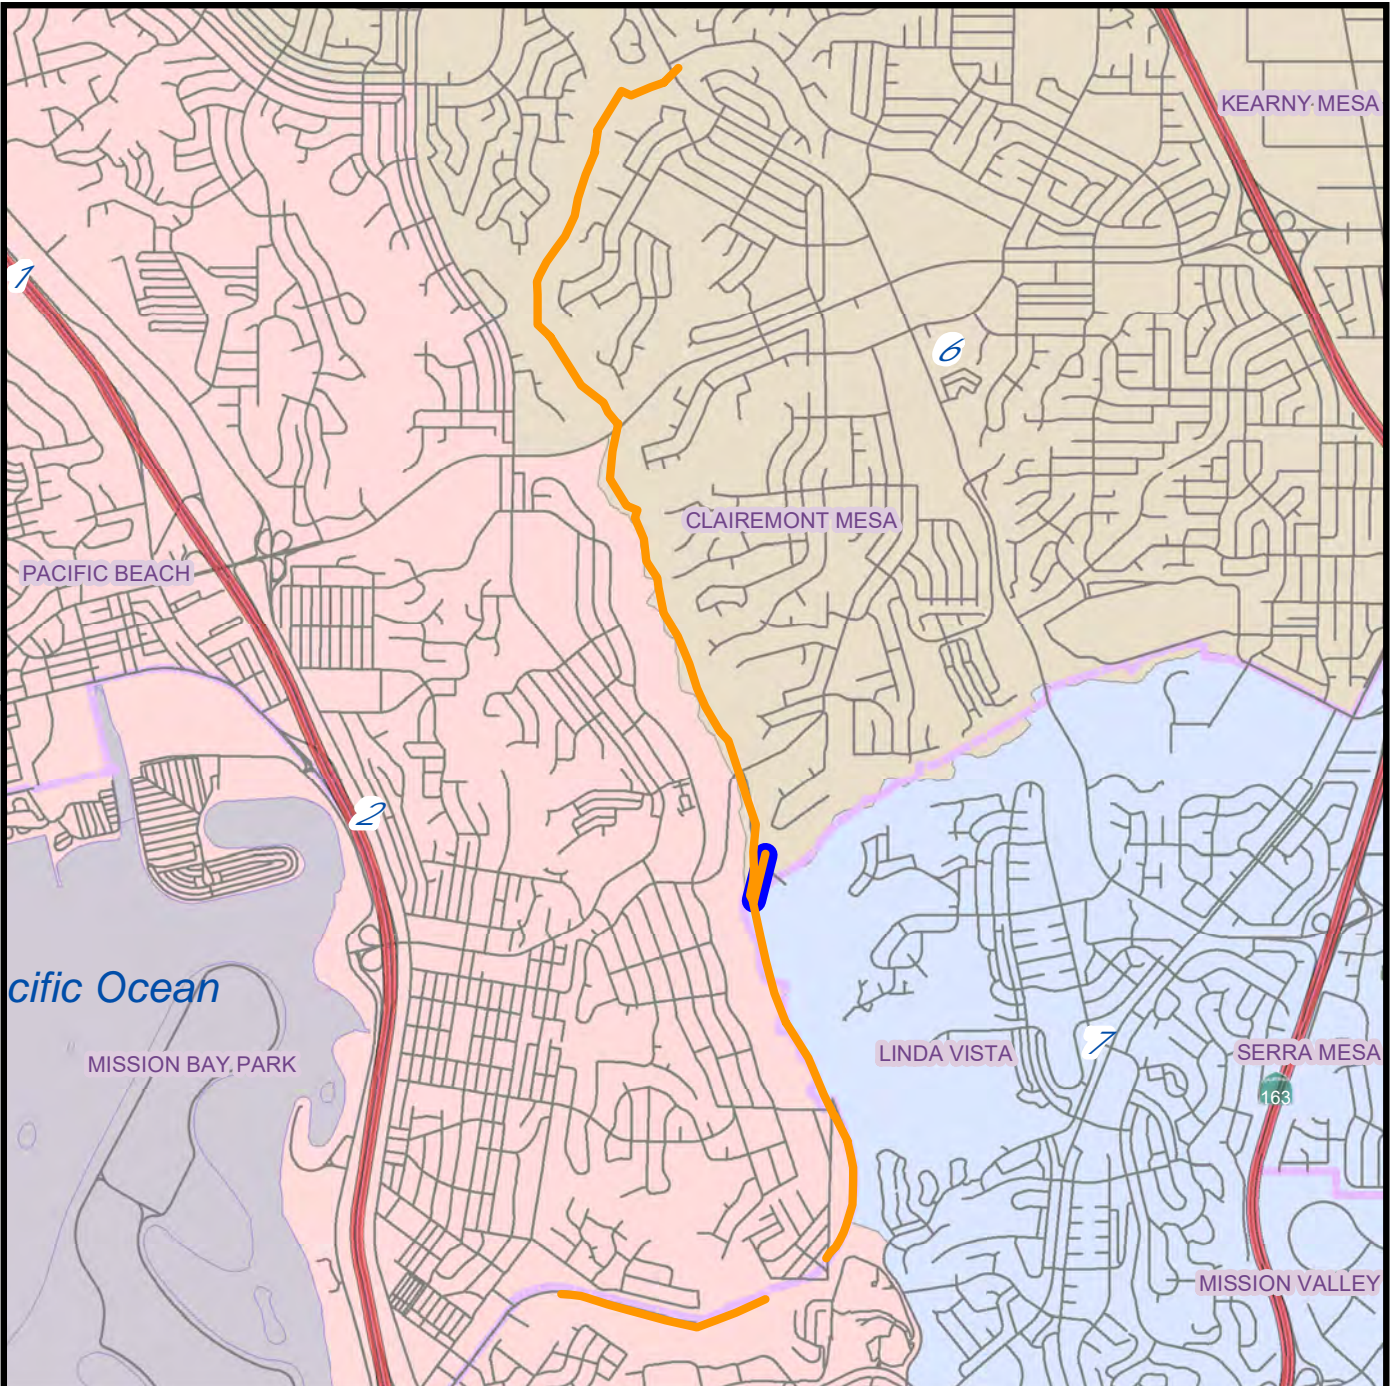 KEARNY MESA
1
6
CLAIREMONT MESA
PACIFIC BEACH
2
cific Ocean
7
LINDA VISTA
SERRA MESA
MISSION BAY PARK
163
MISSION VALLEY